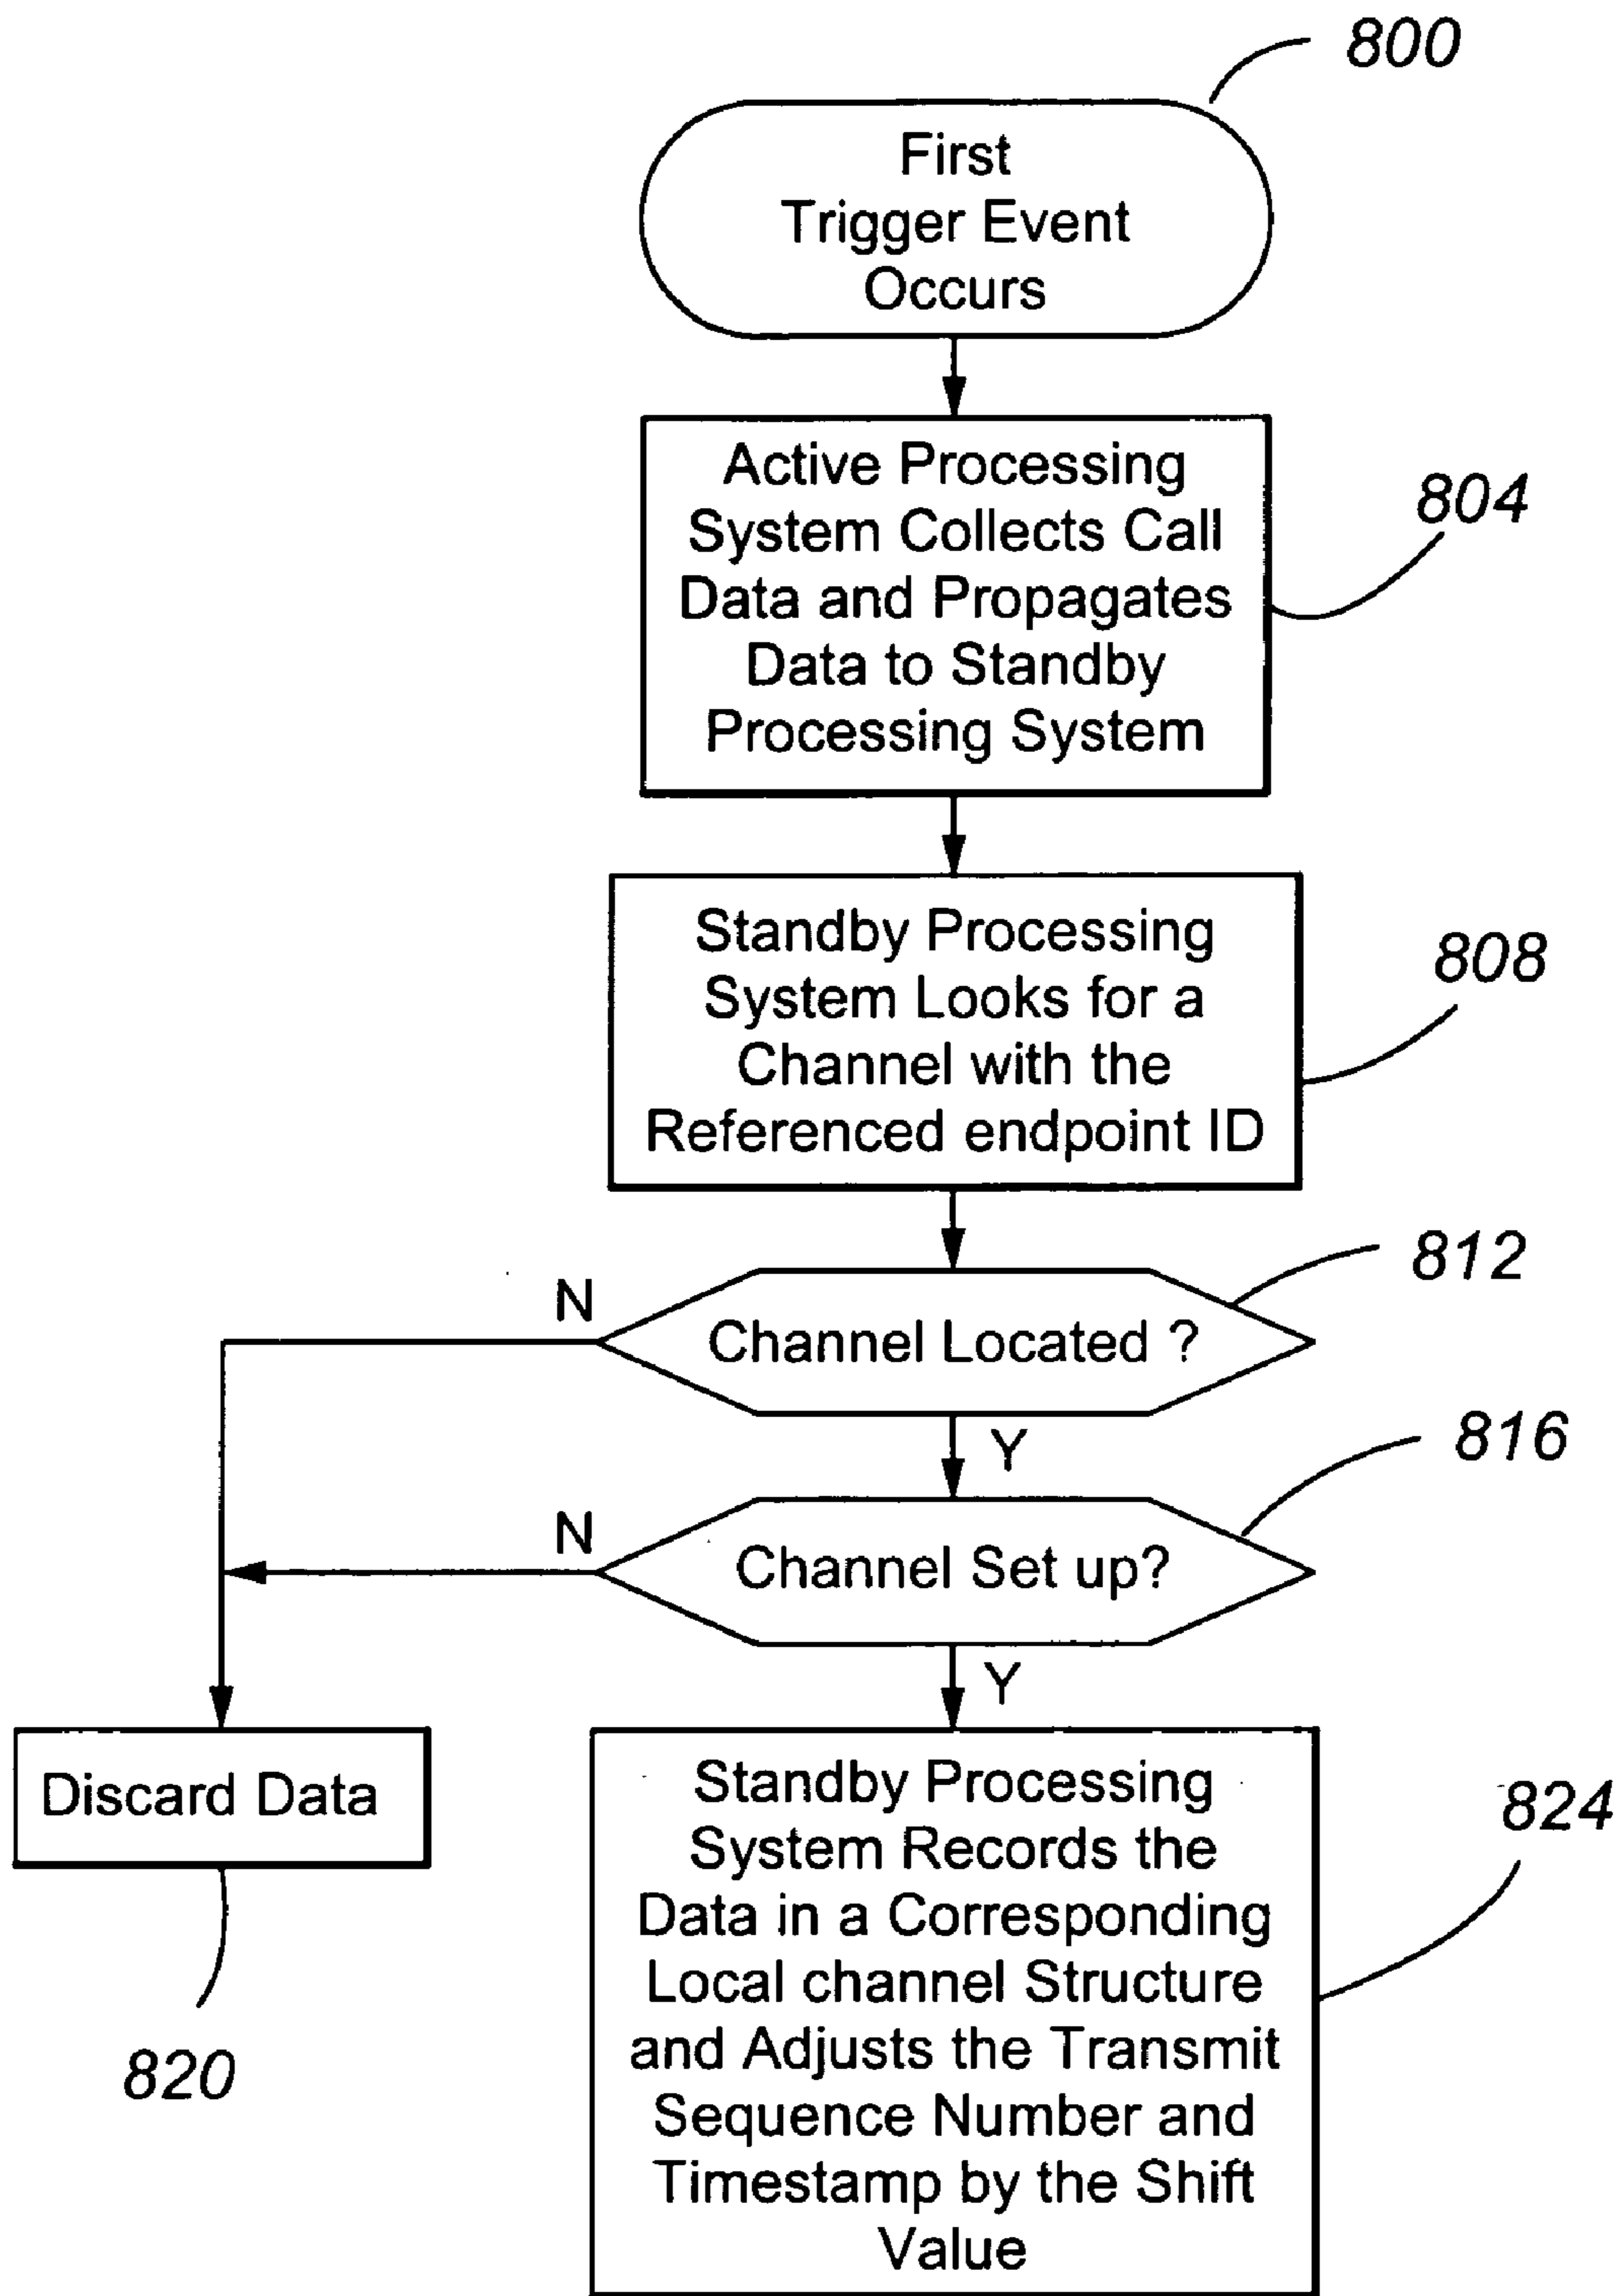 800
First
Trigger Event
Occurs
Active Processing
System Collects Call
Data and Propagates
Data to Standby
Processing System
804
Standby Processing
System Looks for a
Channel with the
Referenced endpoint ID
808
812
N
Channel Located ?
Y
816
N
Channel Set up?
Y
Discard Data
820
Standby Processing
System Records the
Data in a Corresponding
Local channel Structure
and Adjusts the Transmit
Sequence Number and
Timestamp by the Shift
Value
824